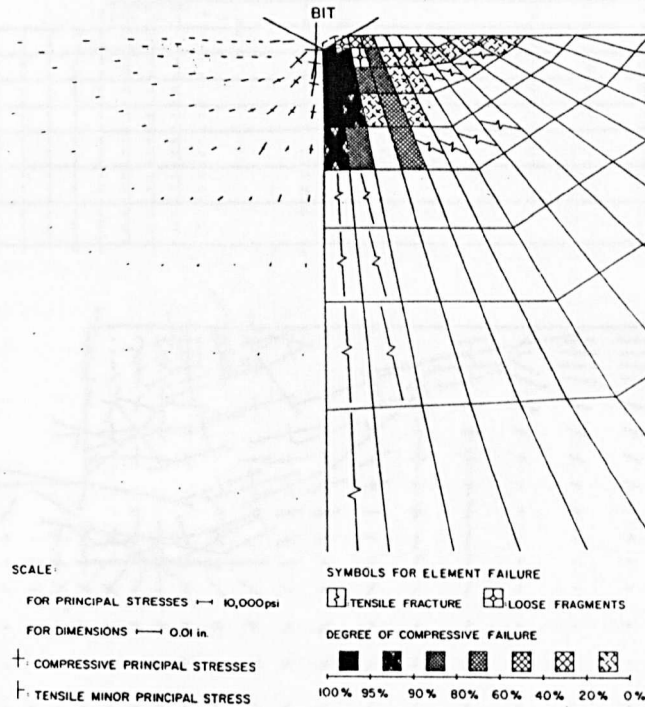 BIT
SCALE:
FOR PRINCIPAL STRESSES 10,000psi
FOR DIMENSIONS 0.01 in.
: COMPRESSIVE PRINCIPAL STRESSES
: TENSILE MINOR PRINCIPAL STRESS
SYMBOLS FOR ELEMENT FAILURE
: TENSILE FRACTURE : LOOSE FRAGMENTS
DEGREE OF COMPRESSIVE FAILURE
100% 95% 90% 80% 60% 40% 20% 0%